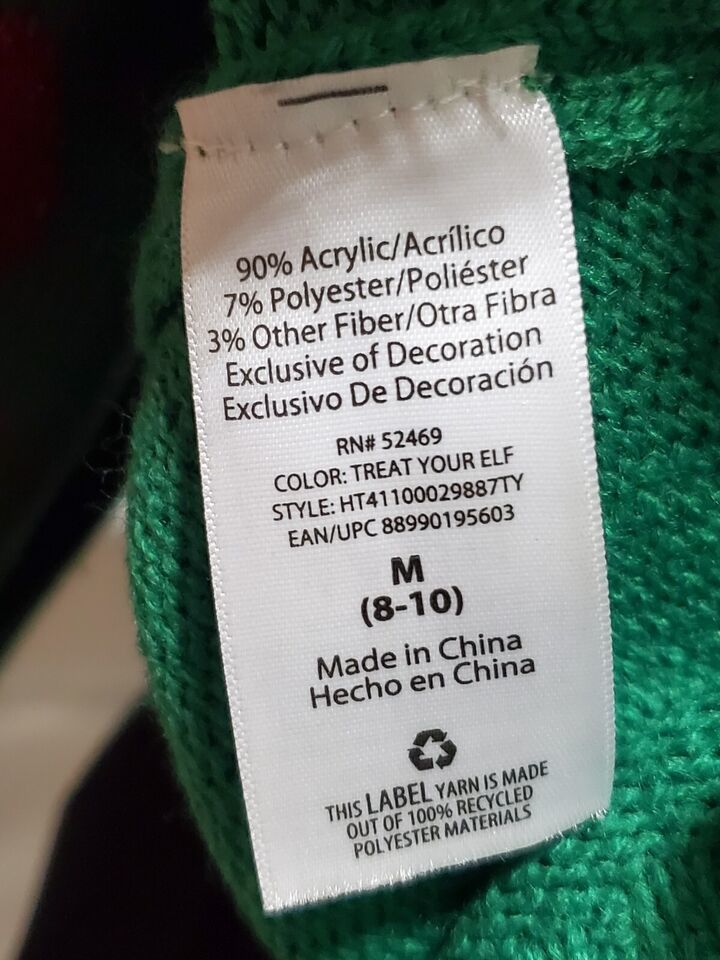 90% Acrylic/Acrílico
7% Polyester/Poliéster
3% Other Fiber/Otra Fibra
Exclusive of Decoration
Exclusivo De Decoración
RN# 52469
COLOR: TREAT YOUR ELF
STYLE: HT41100029887TY
EAN/UPC 88990195603
M
(8-10)
Made in China
Hecho en China
THIS LABEL YARN IS MADE
OUT OF 100% RECYCLED
POLYESTER MATERIALS